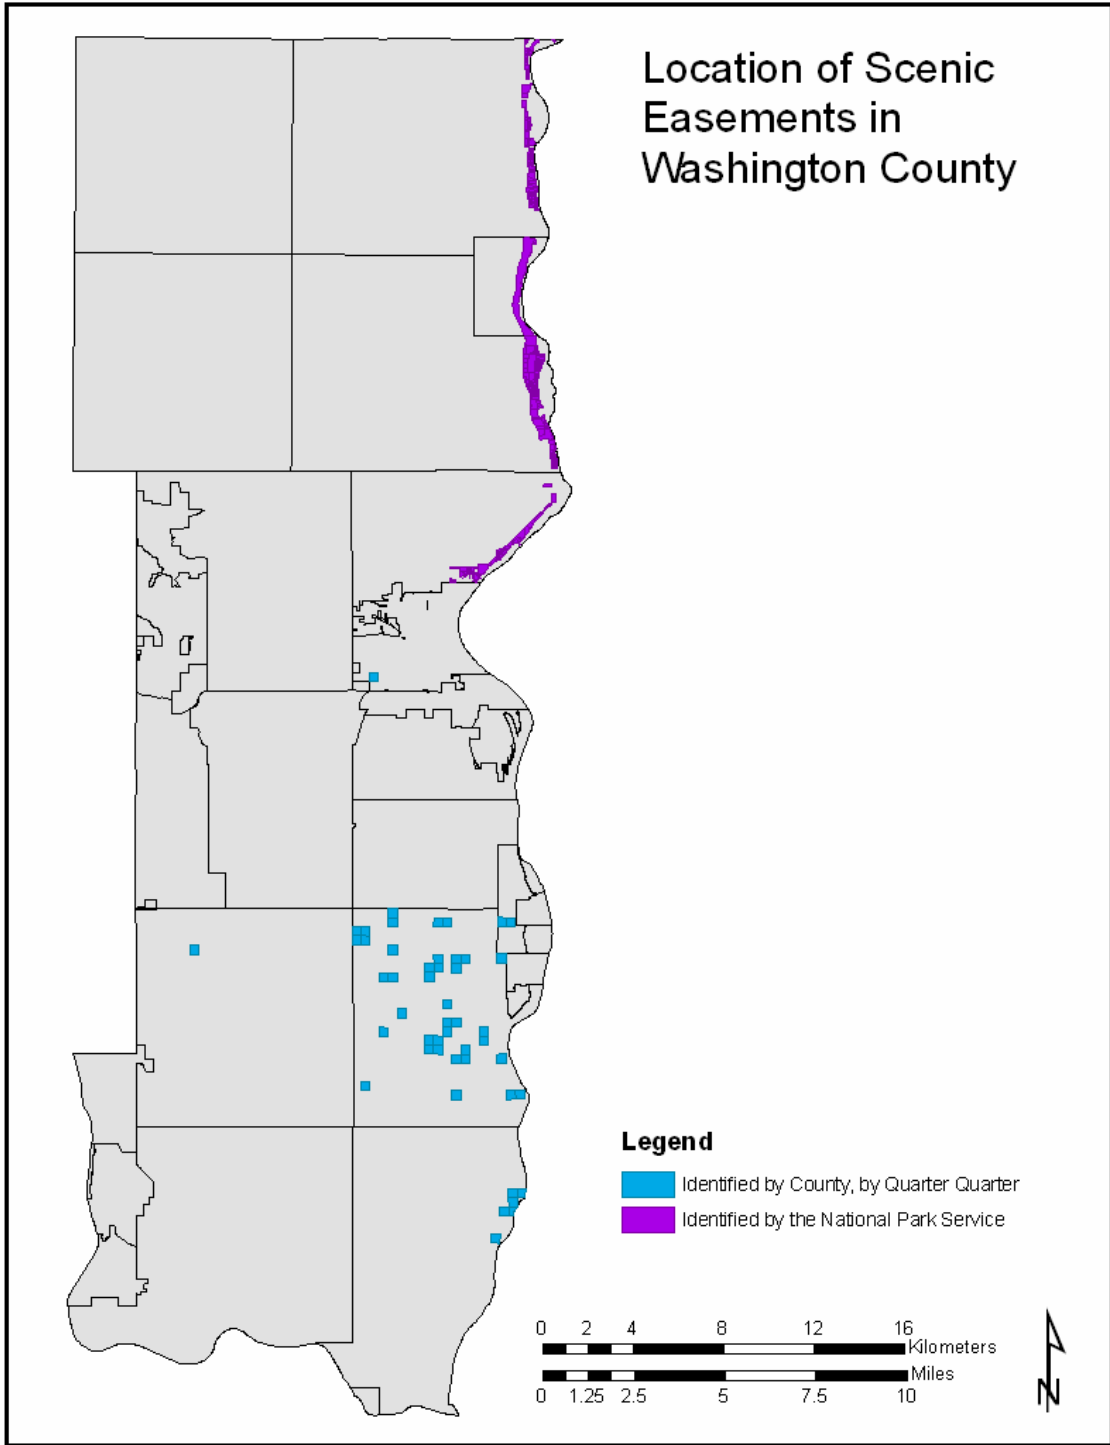 Location of Scenic
Easements in
Washington County
Legend
Identified by County, by Quarter Quarter
Identified by the National Park Service
0 2 4 8 12 16
Kilometers
Miles
0 1.25 2.5 5 7.5 10
N